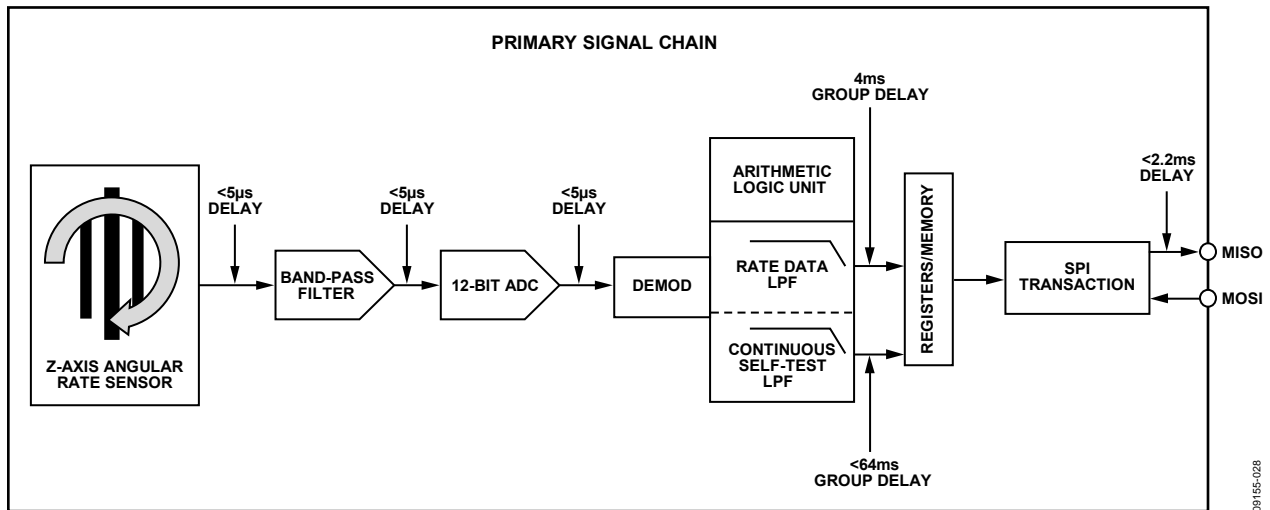 PRIMARY SIGNAL CHAIN
4ms
GROUP DELAY
<5µs
DELAY
<5µs
DELAY
<5µs
DELAY
ARITHMETIC
LOGIC UNIT
<2.2ms
DELAY
Z-AXIS ANGULAR
RATE SENSOR
BAND-PASS
FILTER
12-BIT ADC
DEMOD
RATE DATA
LPF
CONTINUOUS
SELF-TEST
LPF
REGISTERS/MEMORY
SPI
TRANSACTION
MISO
MOSI
<64ms
GROUP DELAY
09155-028